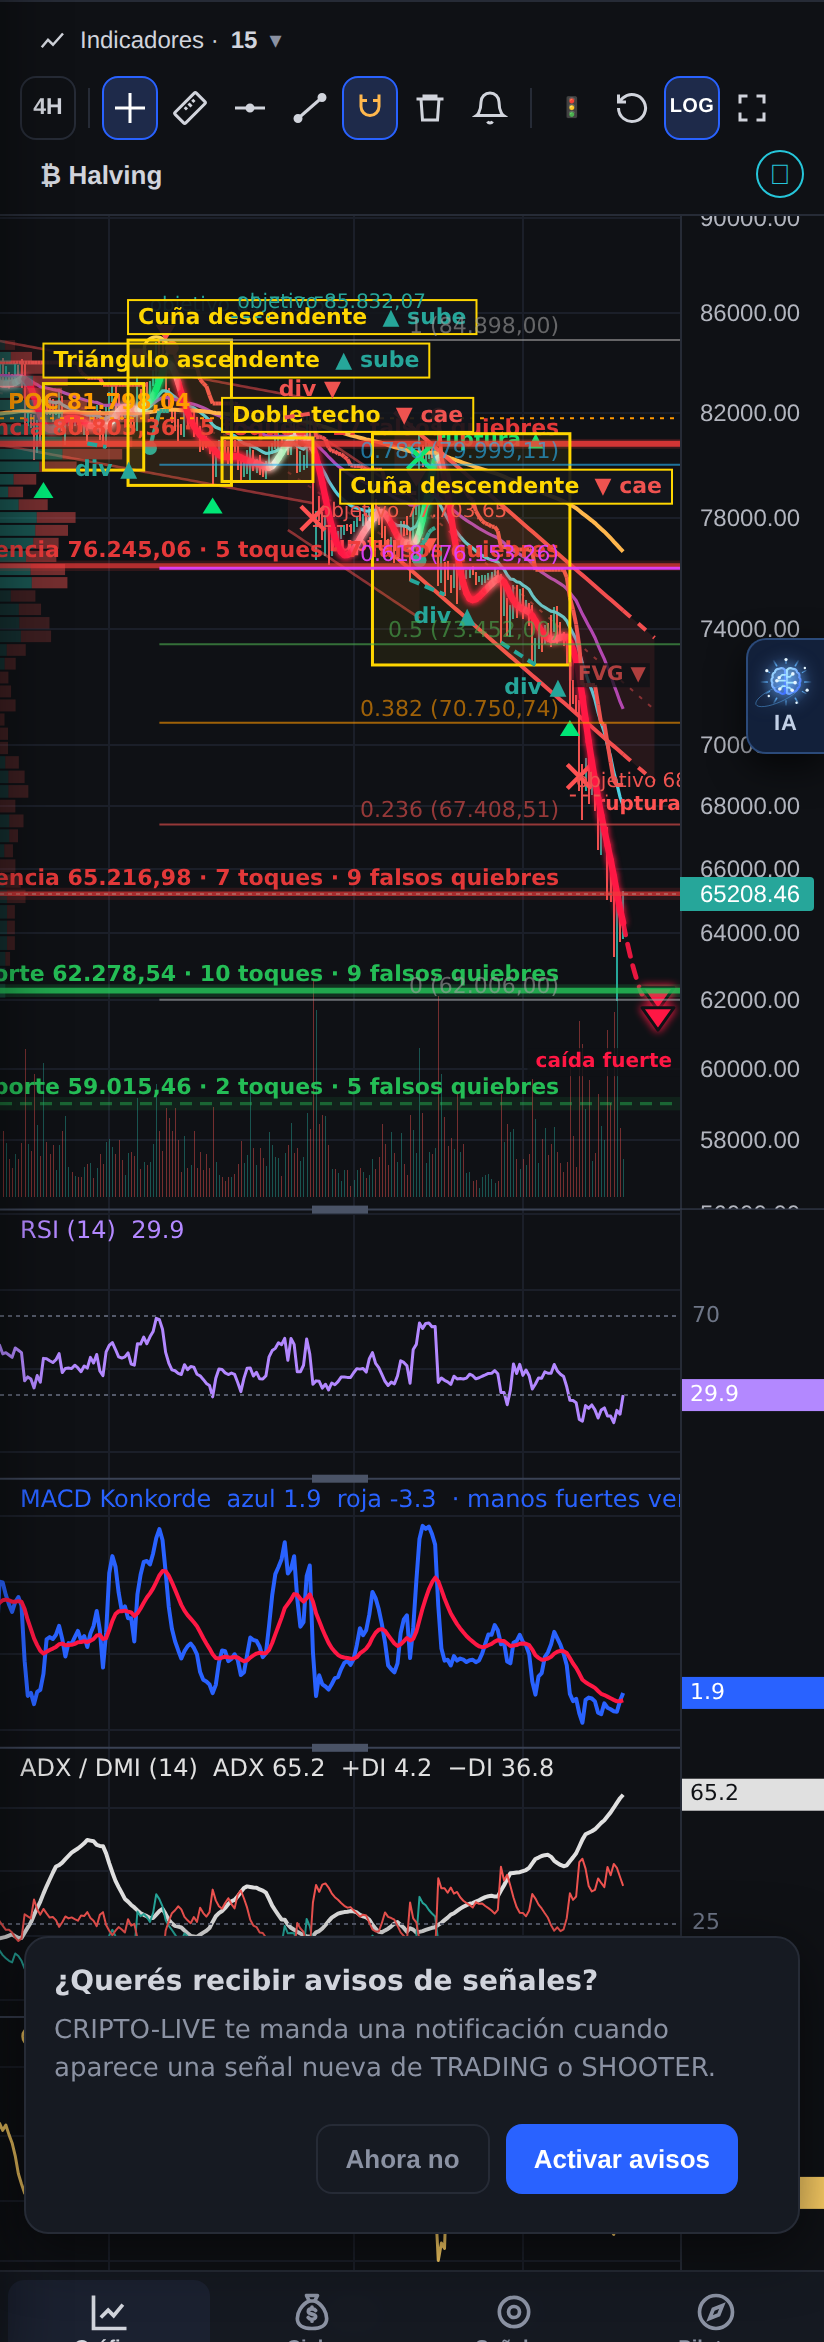 Indicadores · 15 ▾
4H
LOG
₿ Halving
90000.00
objetivo 85.832,07
86000.00
Cuña descendente ▲ sube
1 (84.898,00)
Triángulo ascendente ▲ sube
div ▼
POC 81.798,04
Doble techo ▼ cae
82000.00
ruptura ▲
0.786 (79.999,11)
div ▲
Cuña descendente ▼ cae
78000.00
encia 76.245,06 · 5 toques
div ▲
74000.00
0.5 (73.452,00)
FVG ▼
div ▲
IA
0.382 (70.750,74)
7000
objetivo 68
ruptura
68000.00
0.236 (67.408,51)
66000.00
encia 65.216,98 · 7 toques · 9 falsos quiebres
65208.46
64000.00
orte 62.278,54 · 10 toques · 9 falsos quiebres
0 (62.006,00)
62000.00
caída fuerte
60000.00
porte 59.015,46 · 2 toques · 5 falsos quiebres
58000.00
RSI (14) 29.9
70
29.9
MACD Konkorde azul 1.9 roja -3.3 · manos fuertes ve
1.9
ADX / DMI (14) ADX 65.2 +DI 4.2 −DI 36.8
65.2
25
¿Querés recibir avisos de señales?
CRIPTO-LIVE te manda una notificación cuando
aparece una señal nueva de TRADING o SHOOTER.
Ahora no
Activar avisos